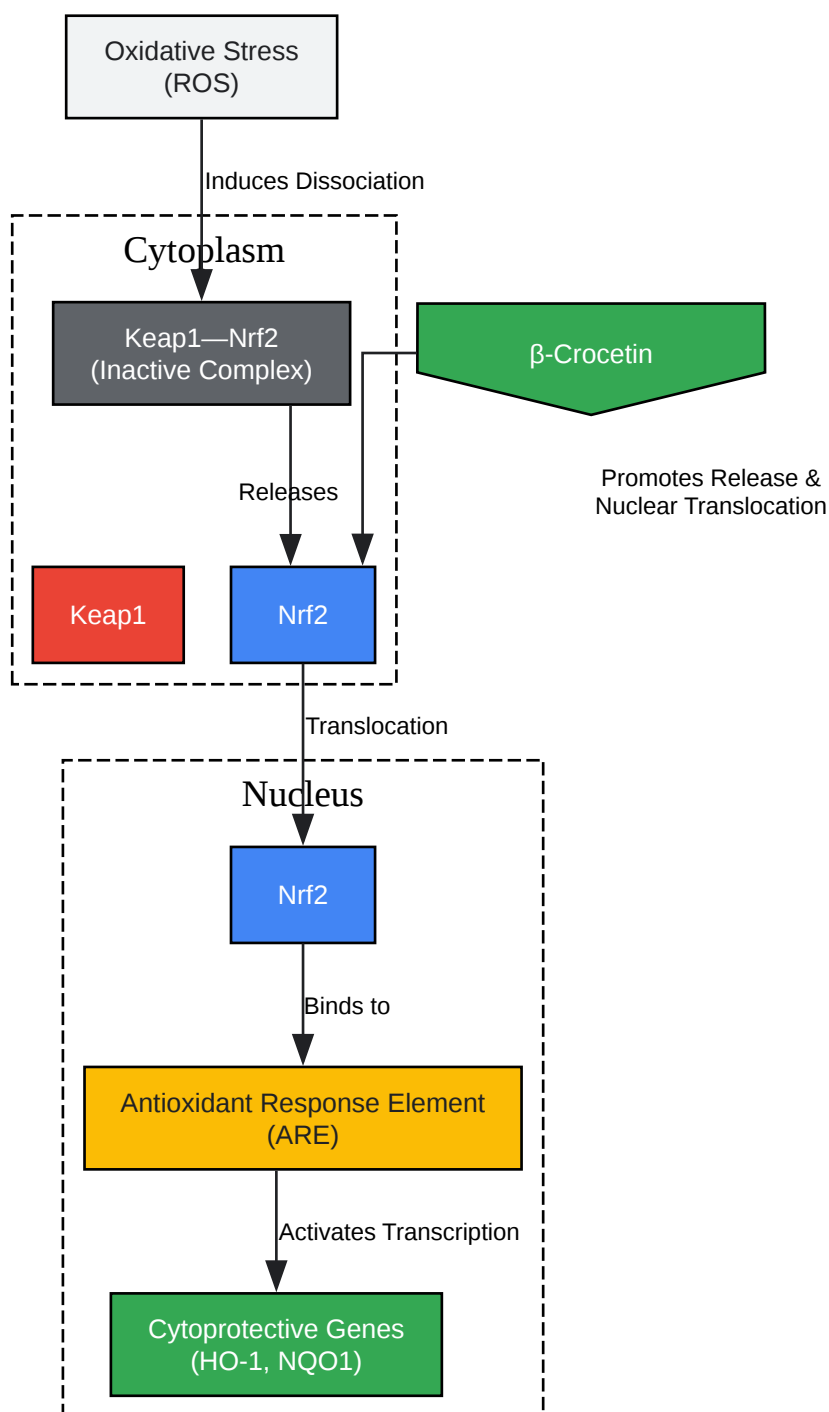 Oxidative Stress
(ROS)
Induces Dissociation
Cytoplasm
Keap1—Nrf2
(Inactive Complex)
β-Crocetin
Releases
Promotes Release &
Nuclear Translocation
Keap1
Nrf2
Translocation
Nucleus
Nrf2
Binds to
Antioxidant Response Element
(ARE)
Activates Transcription
Cytoprotective Genes
(HO-1, NQO1)